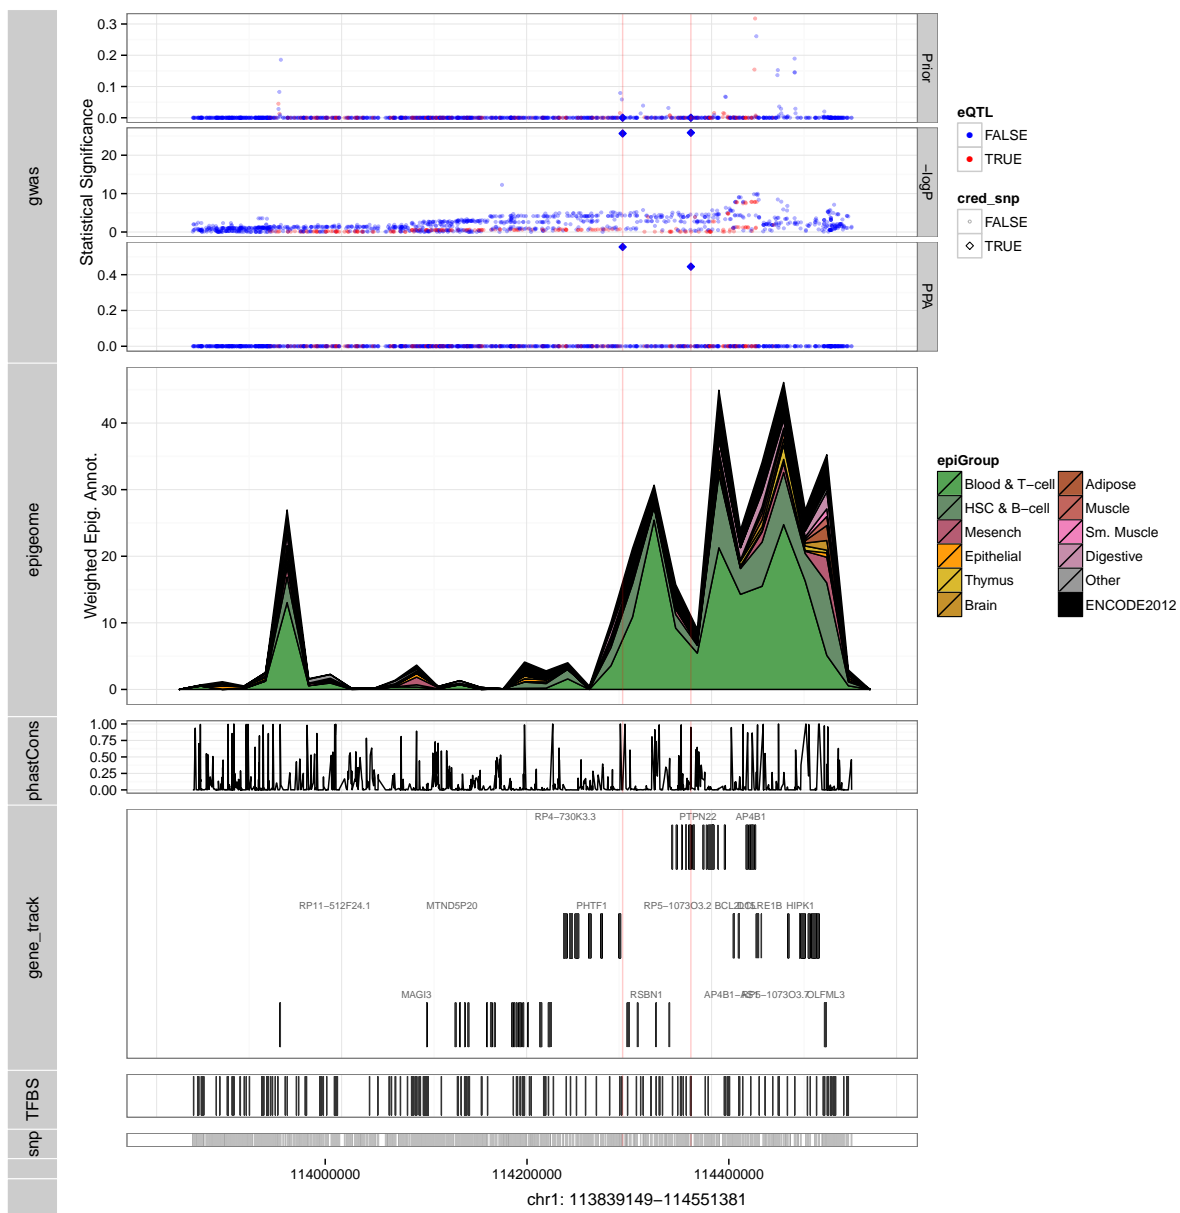 gwas
Statistical Significance
0.3
0.2
0.1
0.0
Prior
20
10
0
−logP
0.4
0.2
0.0
PPA
eQTL
FALSE
TRUE
cred_snp
FALSE
TRUE
epigeome
Weighted Epig. Annot.
40
30
20
10
0
epiGroup
Blood & T−cell
HSC & B−cell
Mesench
Epithelial
Thymus
Brain
Adipose
Muscle
Sm. Muscle
Digestive
Other
ENCODE2012
phastCons
1.00
0.75
0.50
0.25
0.00
gene_track
RP4−730K3.3 PTPN22 AP4B1
RP11−512F24.1 MTND5P20 PHTF1 RP5−1073O3.2 HIPK1
MAGI3 RSBN1 OLFML3
TFBS
snp
114000000 114200000 114400000
chr1: 113839149−114551381